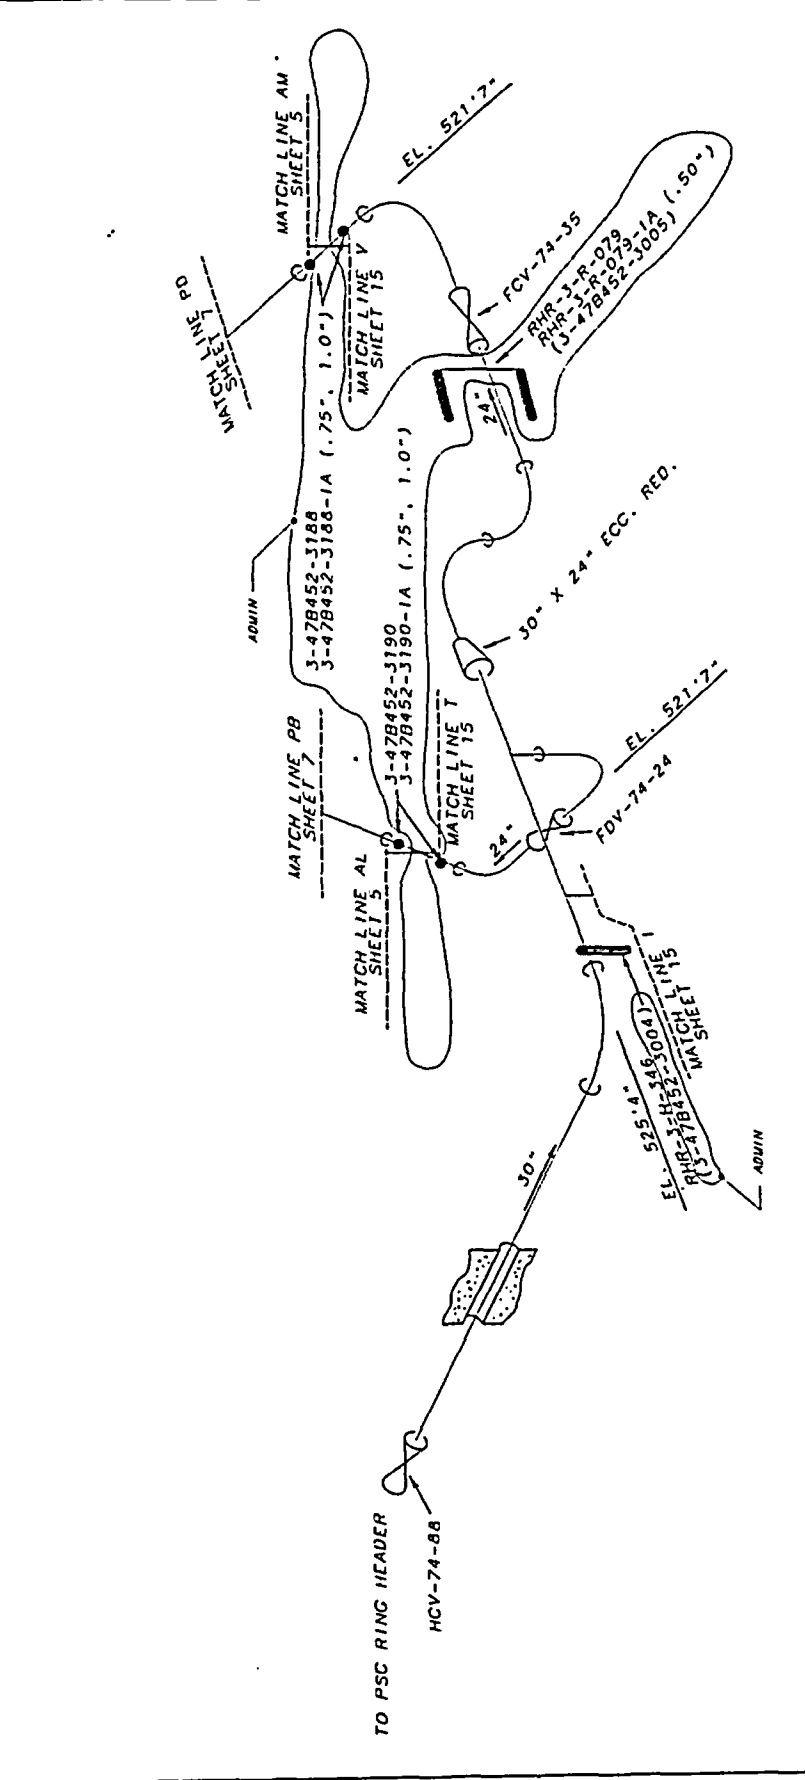 MATCH LINE AM
SHEET 5
MATCH LINE PD
SHEET 7
EL. 521'7"
MATCH LINE V
SHEET 15
FCV-74-35
RHR-3-R-079
RHR-3-R-079-1A (.50")
(3-47B452-3005)
24"
ADMIN
3-47B452-3188
3-47B452-3188-1A (.75", 1.0")
3-47B452-3190
3-47B452-3190-1A (.75", 1.0")
30" X 24" ECC. RED.
MATCH LINE PB
SHEET 7
MATCH LINE T
SHEET 15
EL. 521'7"
FDV-74-24
24"
MATCH LINE AL
SHEET 5
MATCH LINE I
SHEET 15
EL. 525'4"
RHR-3-H-346
(3-47B452-3004)
ADMIN
30"
HCV-74-88
TO PSC RING HEADER